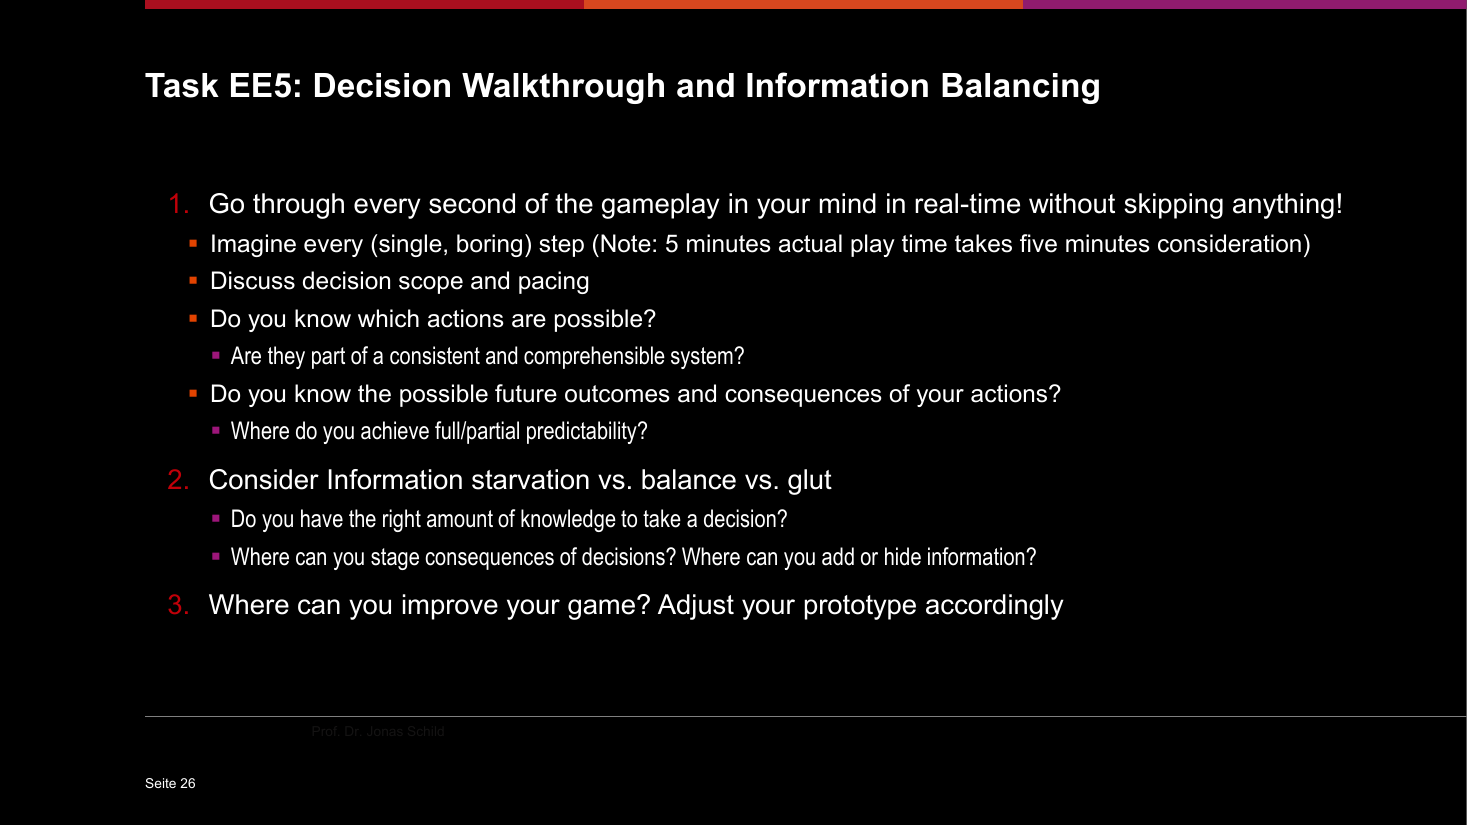 Task EE5: Decision Walkthrough and Information Balancing
1. Go through every second of the gameplay in your mind in real-time without skipping anything!
▪ Imagine every (single, boring) step (Note: 5 minutes actual play time takes five minutes consideration)
▪ Discuss decision scope and pacing
▪ Do you know which actions are possible?
▪ Are they part of a consistent and comprehensible system?
▪ Do you know the possible future outcomes and consequences of your actions?
▪ Where do you achieve full/partial predictability?
2. Consider Information starvation vs. balance vs. glut
▪ Do you have the right amount of knowledge to take a decision?
▪ Where can you stage consequences of decisions? Where can you add or hide information?
3. Where can you improve your game? Adjust your prototype accordingly
Prof. Dr. Jonas Schild
Seite 26